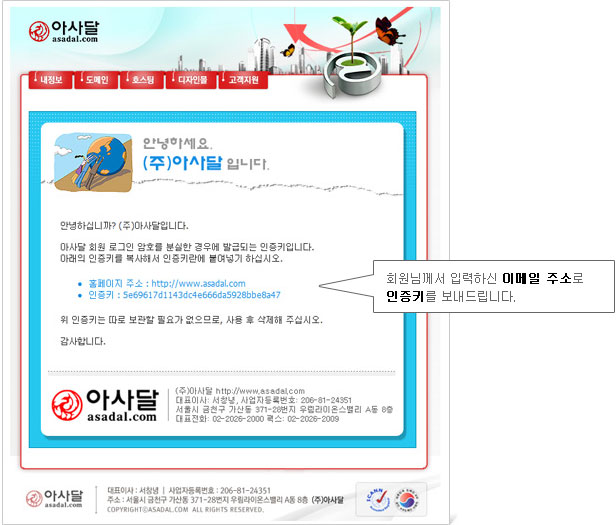 아사달
asadal.com
내정보 도메인 호스팅 디자인몰 고객지원
안녕하세요.
(주)아사달 입니다.
안녕하십니까? (주)아사달입니다.
아사달 회원 로그인 암호를 분실한 경우에 발급되는 인증키입니다.
아래의 인증키를 복사해서 인증키란에 붙여넣기 하십시오.
• 홈페이지 주소 : http://www.asadal.com
• 인증키 : 5e69617d1143dc4e666da5928bbe8a47
회원님께서 입력하신 이메일 주소로
인증키를 보내드립니다.
위 인증키는 따로 보관할 필요가 없으므로, 사용 후 삭제해 주십시오.
감사합니다.
아사달
asadal.com
(주)아사달 http://www.asadal.com
대표이사: 서창녕, 사업자등록번호: 206-81-24351
서울시 금천구 가산동 371-28번지 우림라이온스밸리 A동 8층
대표전화: 02-2026-2000 팩스: 02-2026-2009
아사달
asadal.com
대표이사 : 서창녕 | 사업자등록번호 : 206-81-24351
주소 : 서울시 금천구 가산동 371-28번지 우림라이온스밸리 A동 8층 (주)아사달
COPYRIGHT@ASADAL.COM ALL RIGHTS RESERVED.
ICANN